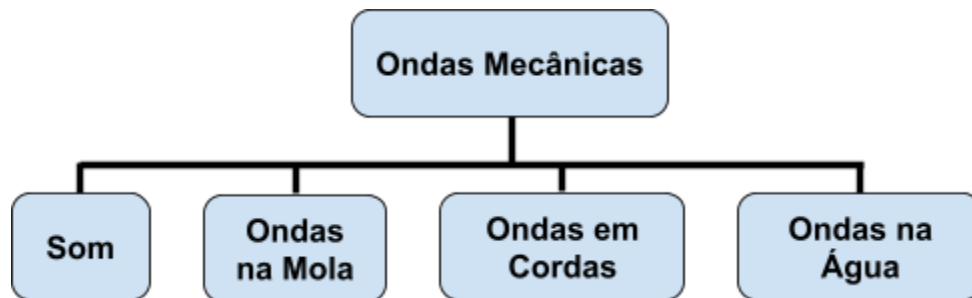 Ondas Mecânicas
Som
Ondas
na Mola
Ondas em
Cordas
Ondas na
Água